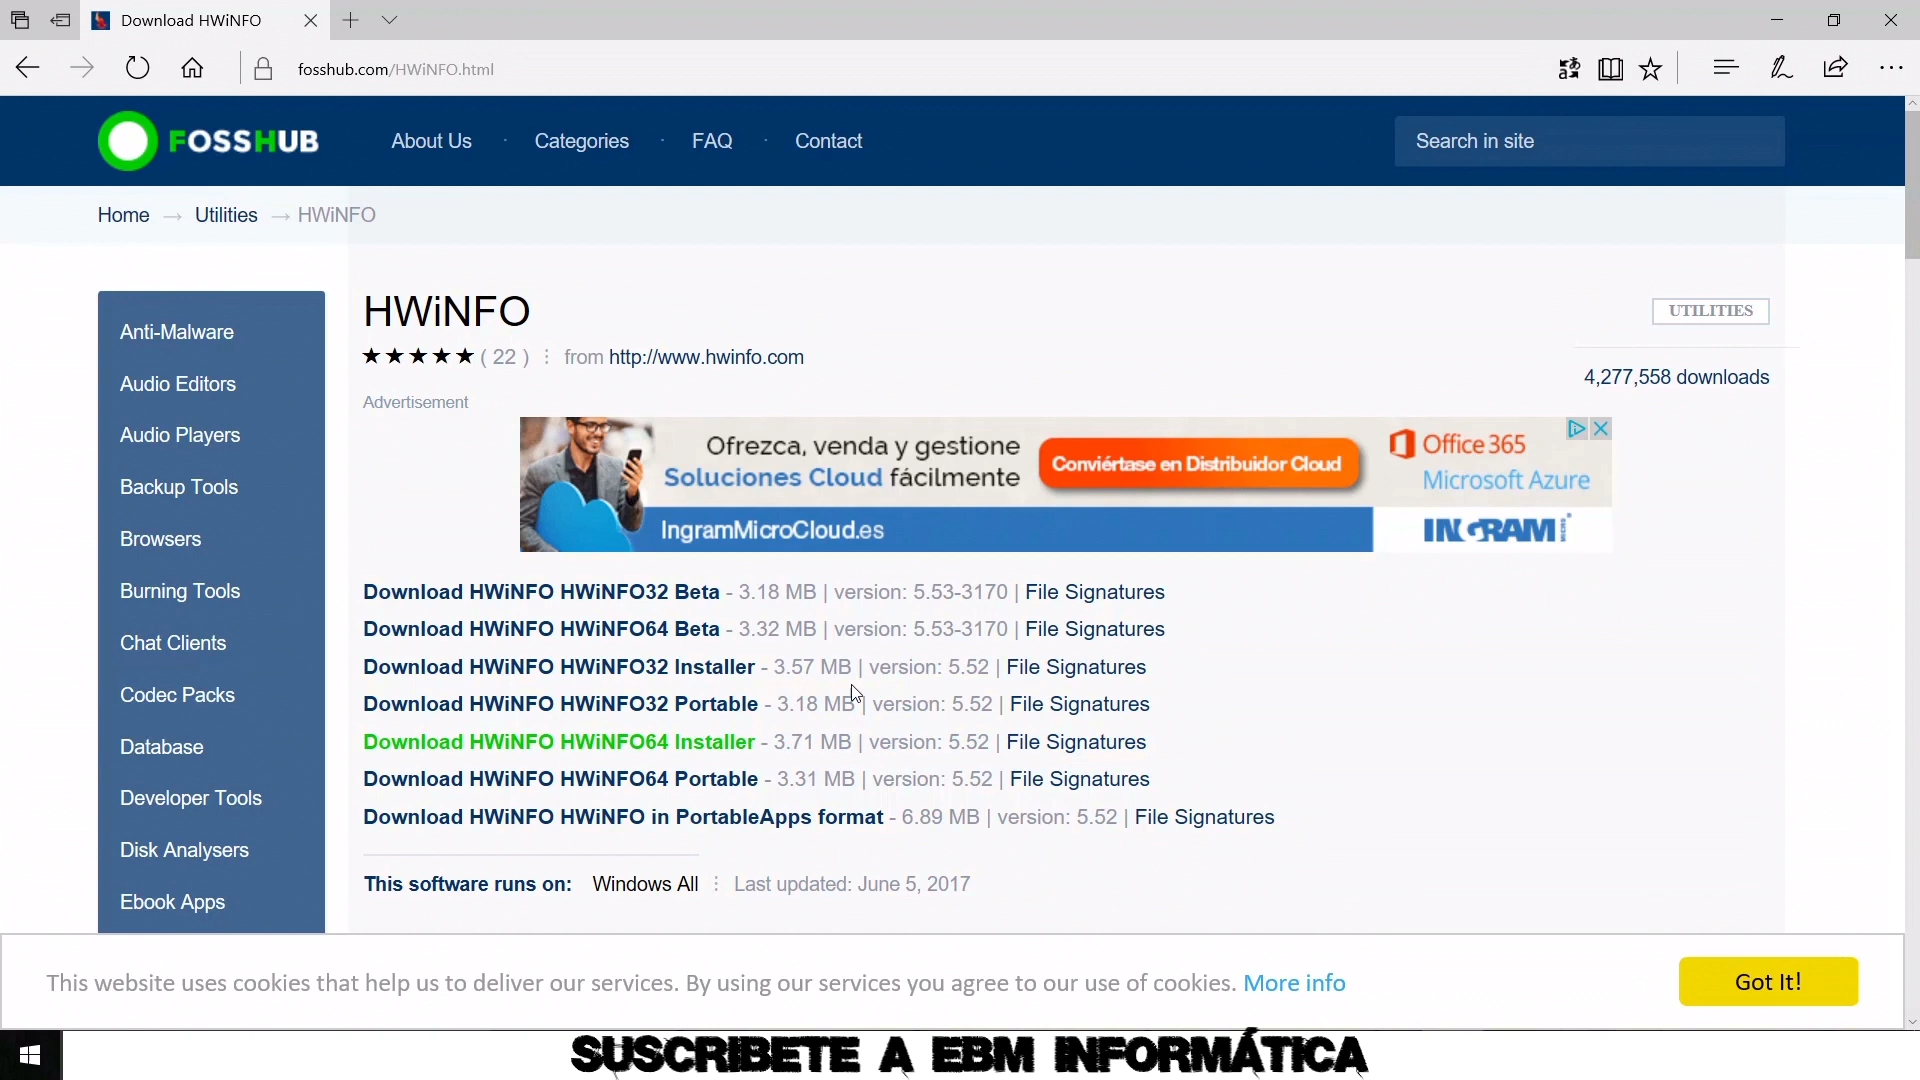 Download HWiNFO
fosshub.com/HWiNFO.html
FOSSHUB
About Us · Categories · FAQ · Contact
Search in site
Home → Utilities → HWiNFO
Anti-Malware
Audio Editors
Audio Players
Backup Tools
Browsers
Burning Tools
Chat Clients
Codec Packs
Database
Developer Tools
Disk Analysers
Ebook Apps
HWiNFO
UTILITIES
★★★★★ ( 22 ) ⋮ from http://www.hwinfo.com
4,277,558 downloads
Advertisement
Ofrezca, venda y gestione
Soluciones Cloud fácilmente
Conviértase en Distribuidor Cloud
Office 365
Microsoft Azure
IngramMicroCloud.es
INGRAM MICRO
Download HWiNFO HWiNFO32 Beta - 3.18 MB | version: 5.53-3170 | File Signatures
Download HWiNFO HWiNFO64 Beta - 3.32 MB | version: 5.53-3170 | File Signatures
Download HWiNFO HWiNFO32 Installer - 3.57 MB | version: 5.52 | File Signatures
Download HWiNFO HWiNFO32 Portable - 3.18 MB | version: 5.52 | File Signatures
Download HWiNFO HWiNFO64 Installer - 3.71 MB | version: 5.52 | File Signatures
Download HWiNFO HWiNFO64 Portable - 3.31 MB | version: 5.52 | File Signatures
Download HWiNFO HWiNFO in PortableApps format - 6.89 MB | version: 5.52 | File Signatures
This software runs on: Windows All ⋮ Last updated: June 5, 2017
This website uses cookies that help us to deliver our services. By using our services you agree to our use of cookies. More info
Got It!
SUSCRIBETE A EBM INFORMÁTICA